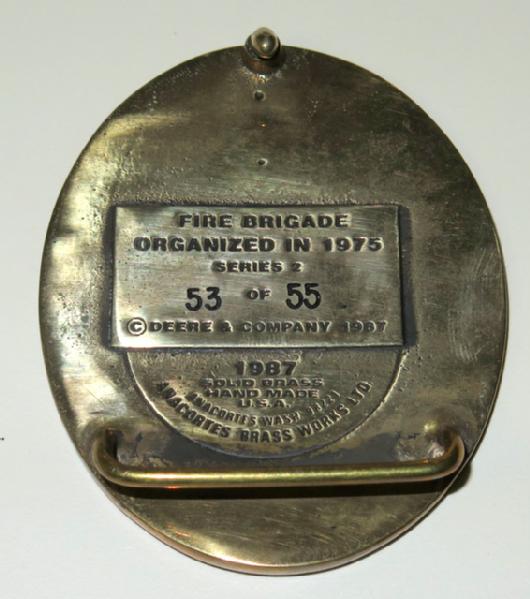 FIRE BRIGADE
ORGANIZED IN 1975
SERIES 2
53 OF 55
© DEERE & COMPANY 1987
1987
SOLID BRASS
HAND MADE
U.S.A.
ANACORTES WASH 98221
ANACORTES BRASS WORKS LTD.